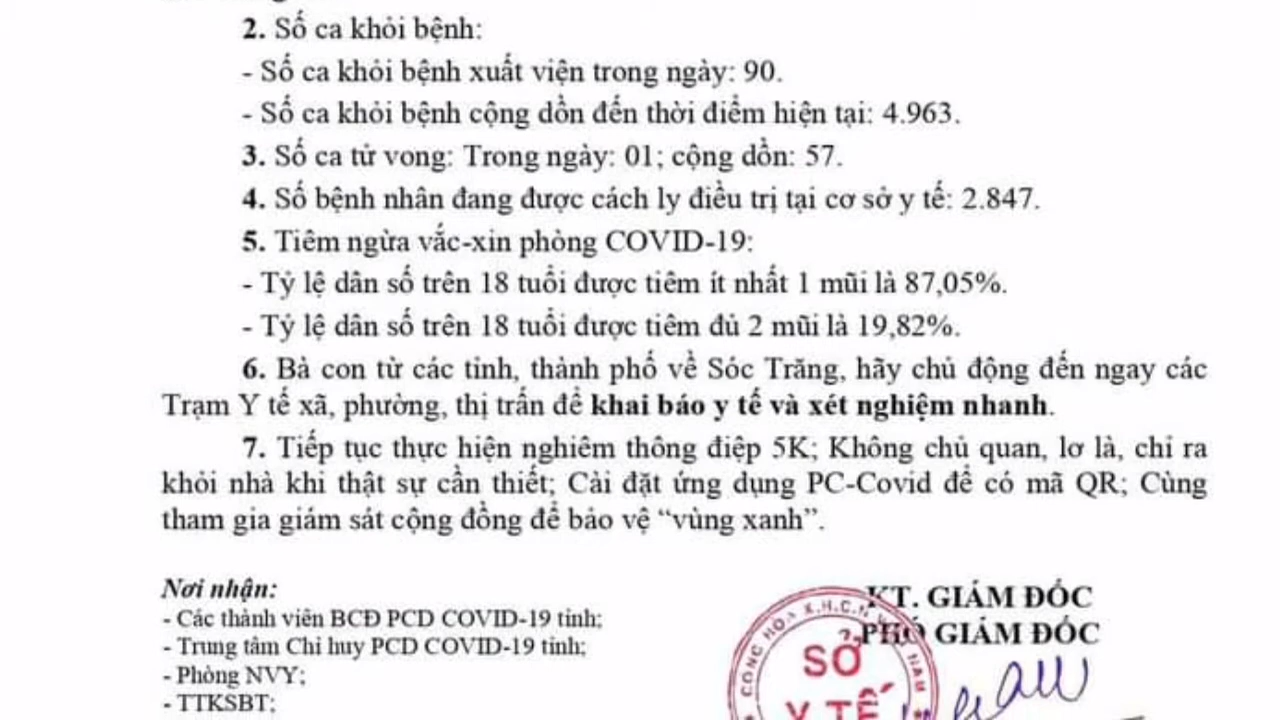 2. Số ca khỏi bệnh:
- Số ca khỏi bệnh xuất viện trong ngày: 90.
- Số ca khỏi bệnh cộng dồn đến thời điểm hiện tại: 4.963.
3. Số ca tử vong: Trong ngày: 01; cộng dồn: 57.
4. Số bệnh nhân đang được cách ly điều trị tại cơ sở y tế: 2.847.
5. Tiêm ngừa vắc-xin phòng COVID-19:
- Tỷ lệ dân số trên 18 tuổi được tiêm ít nhất 1 mũi là 87,05%.
- Tỷ lệ dân số trên 18 tuổi được tiêm đủ 2 mũi là 19,82%.
6. Bà con từ các tỉnh, thành phố về Sóc Trăng, hãy chủ động đến ngay các
Trạm Y tế xã, phường, thị trấn để khai báo y tế và xét nghiệm nhanh.
7. Tiếp tục thực hiện nghiêm thông điệp 5K; Không chủ quan, lơ là, chỉ ra
khỏi nhà khi thật sự cần thiết; Cài đặt ứng dụng PC-Covid để có mã QR; Cùng
tham gia giám sát cộng đồng để bảo vệ “vùng xanh”.
Nơi nhận:
- Các thành viên BCĐ PCD COVID-19 tỉnh;
- Trung tâm Chỉ huy PCD COVID-19 tỉnh;
- Phòng NVY;
- TTKSBT;
KT. GIÁM ĐỐC
PHÓ GIÁM ĐỐC
CỘNG HÒA X.H.C.N NAM
SỞ
Y TẾ